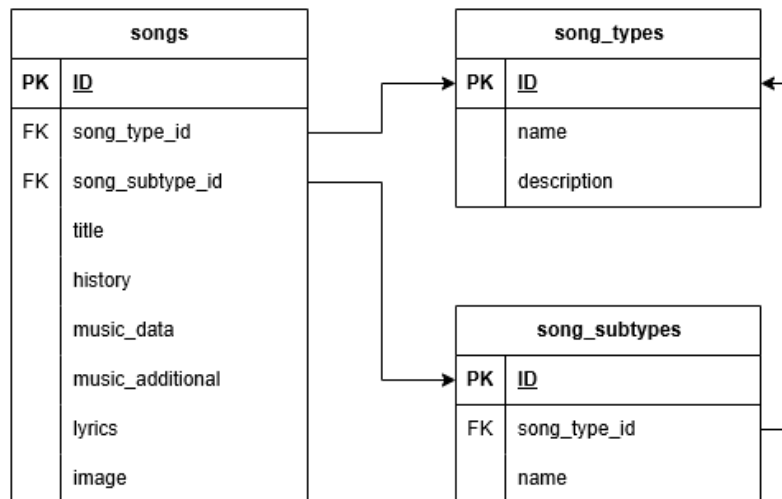 songs
PK ID
FK song_type_id
FK song_subtype_id
title
history
music_data
music_additional
lyrics
image
song_types
PK ID
name
description
song_subtypes
PK ID
FK song_type_id
name